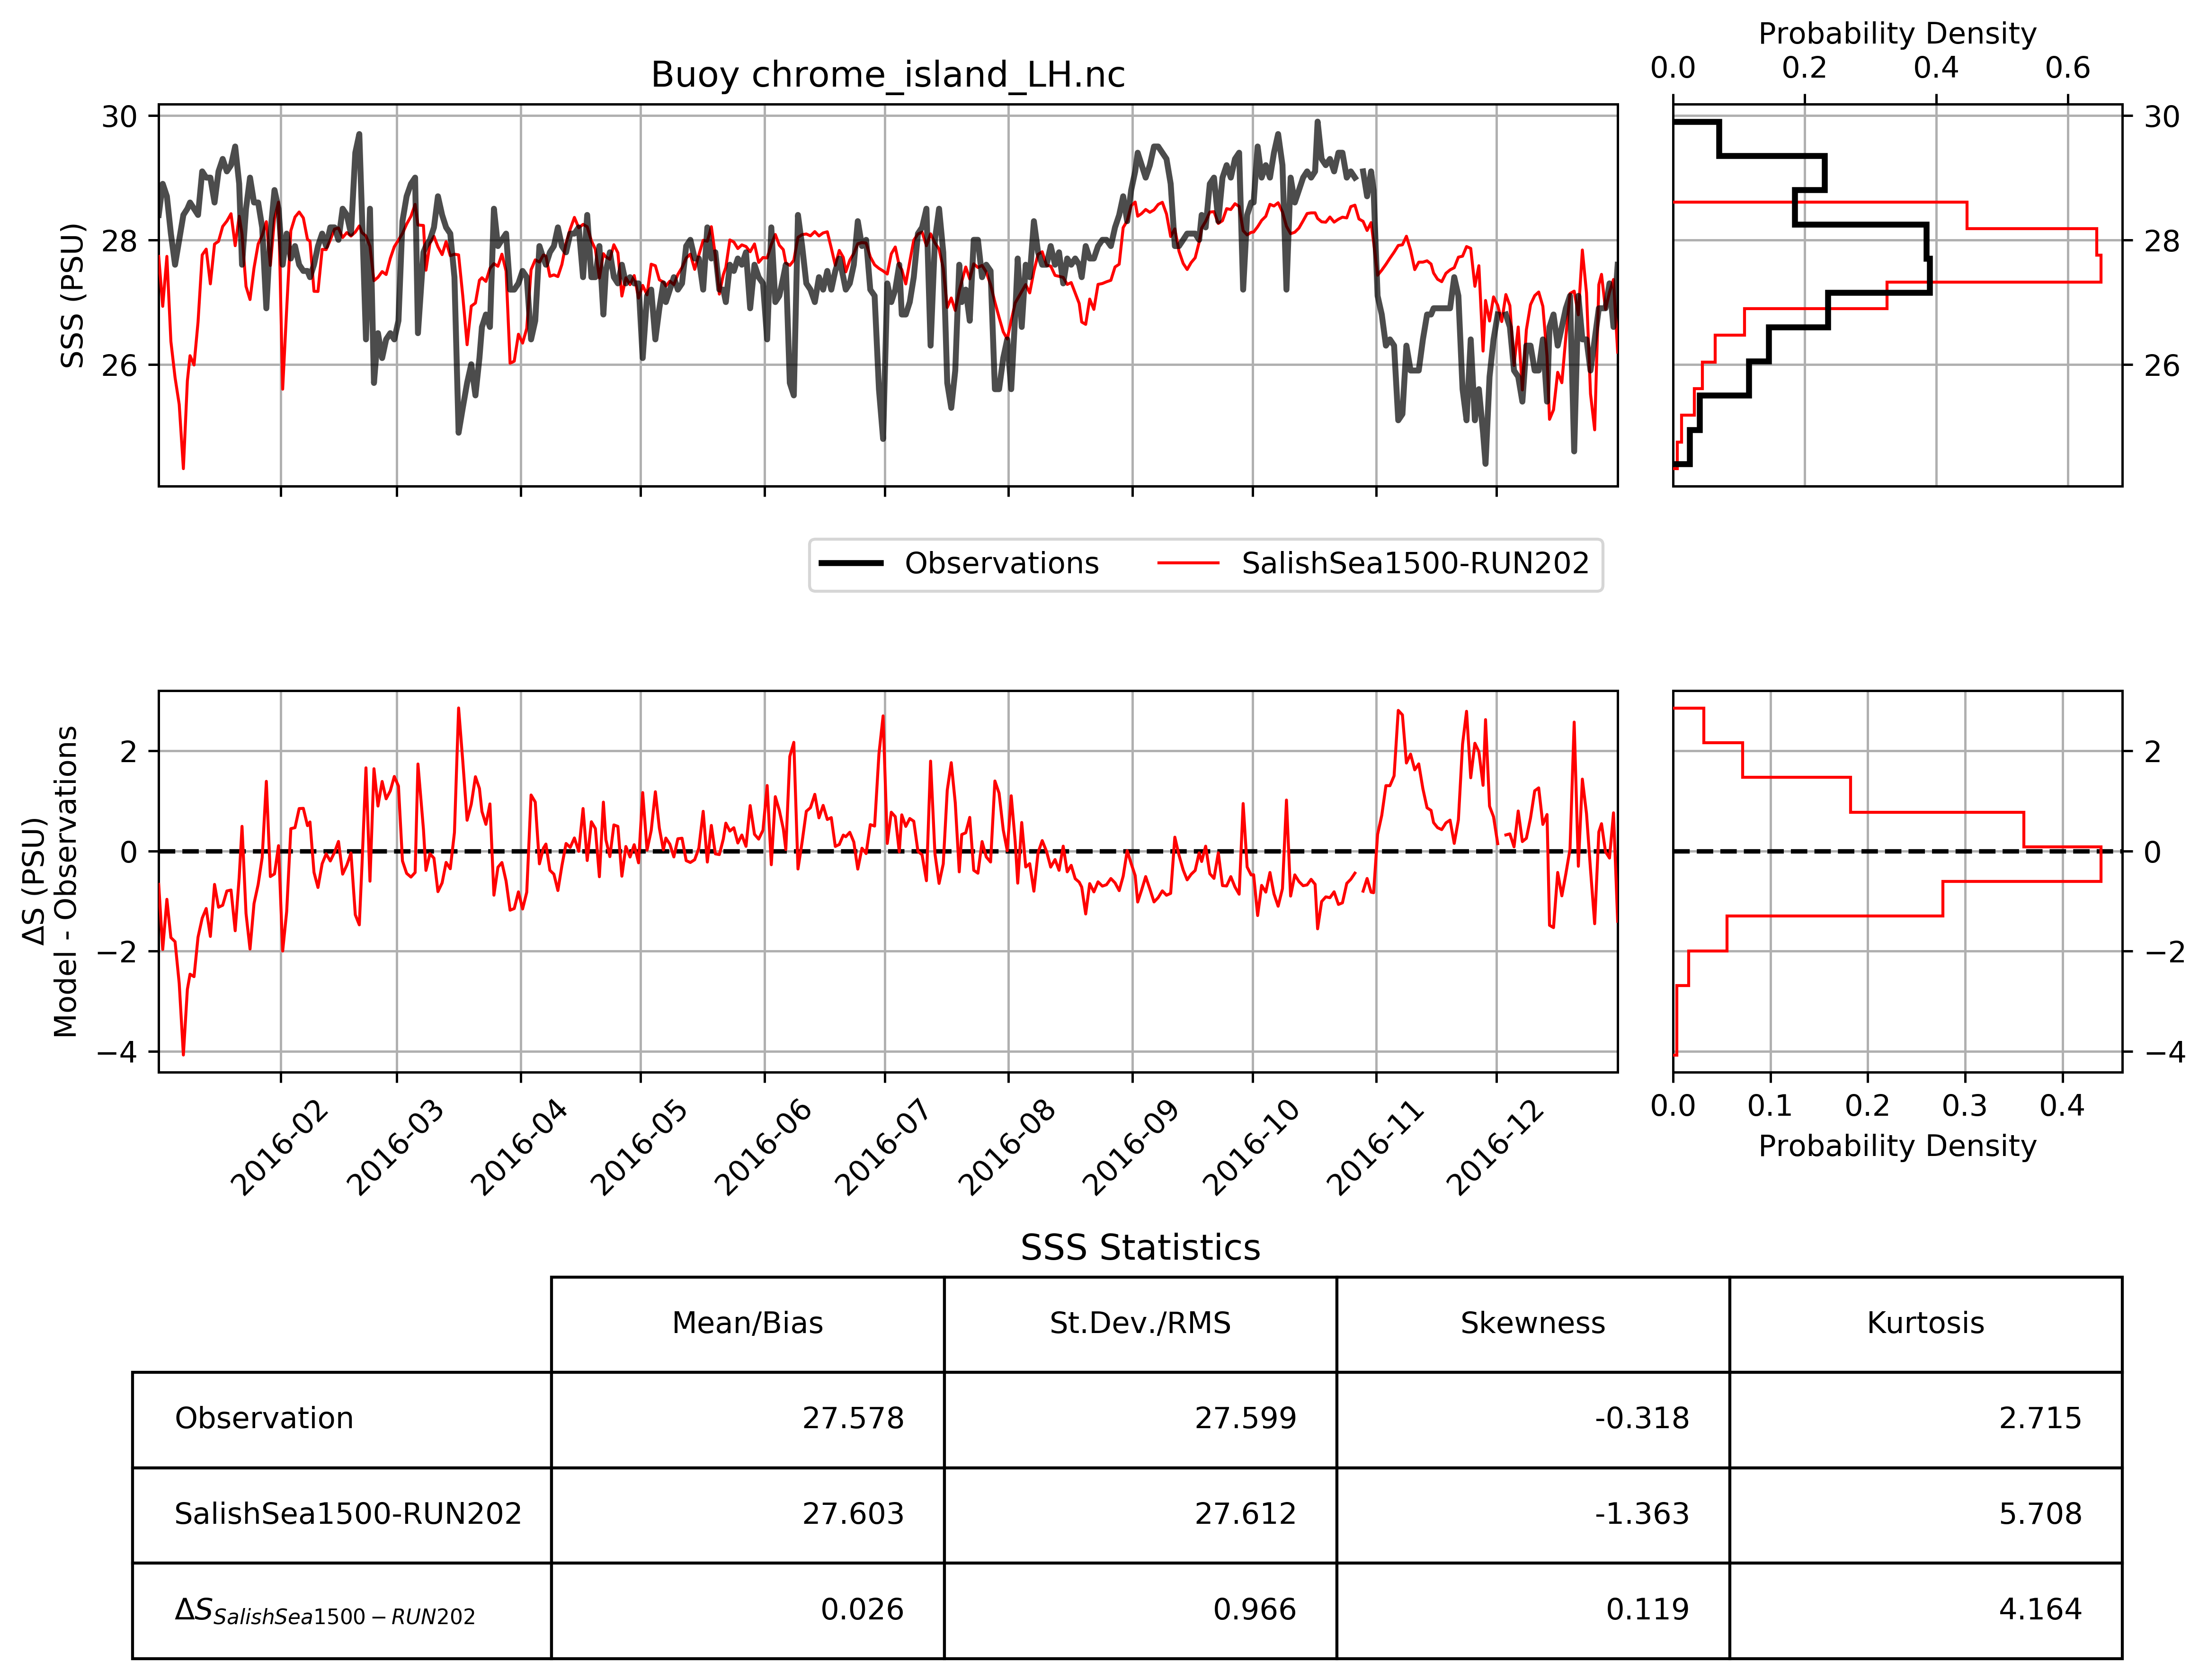 Probability Density
0.0 0.2 0.4 0.6
Buoy chrome_island_LH.nc
30
28
26
SSS (PSU)
30
28
26
Observations SalishSea1500-RUN202
2
0
−2
−4
ΔS (PSU)
Model - Observations
2
0
−2
−4
2016-02 2016-03 2016-04 2016-05 2016-06 2016-07 2016-08 2016-09 2016-10 2016-11 2016-12
0.0 0.1 0.2 0.3 0.4
Probability Density
SSS Statistics
Mean/Bias St.Dev./RMS Skewness Kurtosis
Observation 27.578 27.599 -0.318 2.715
SalishSea1500-RUN202 27.603 27.612 -1.363 5.708
ΔS SalishSea1500−RUN202 0.026 0.966 0.119 4.164